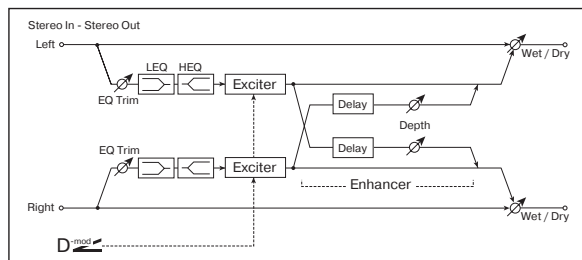 Stereo In - Stereo Out
Left
Wet / Dry
LEQ HEQ
EQ Trim
Exciter
Delay
Depth
EQ Trim
Delay
Exciter
Enhancer
Right
Wet / Dry
D-mod